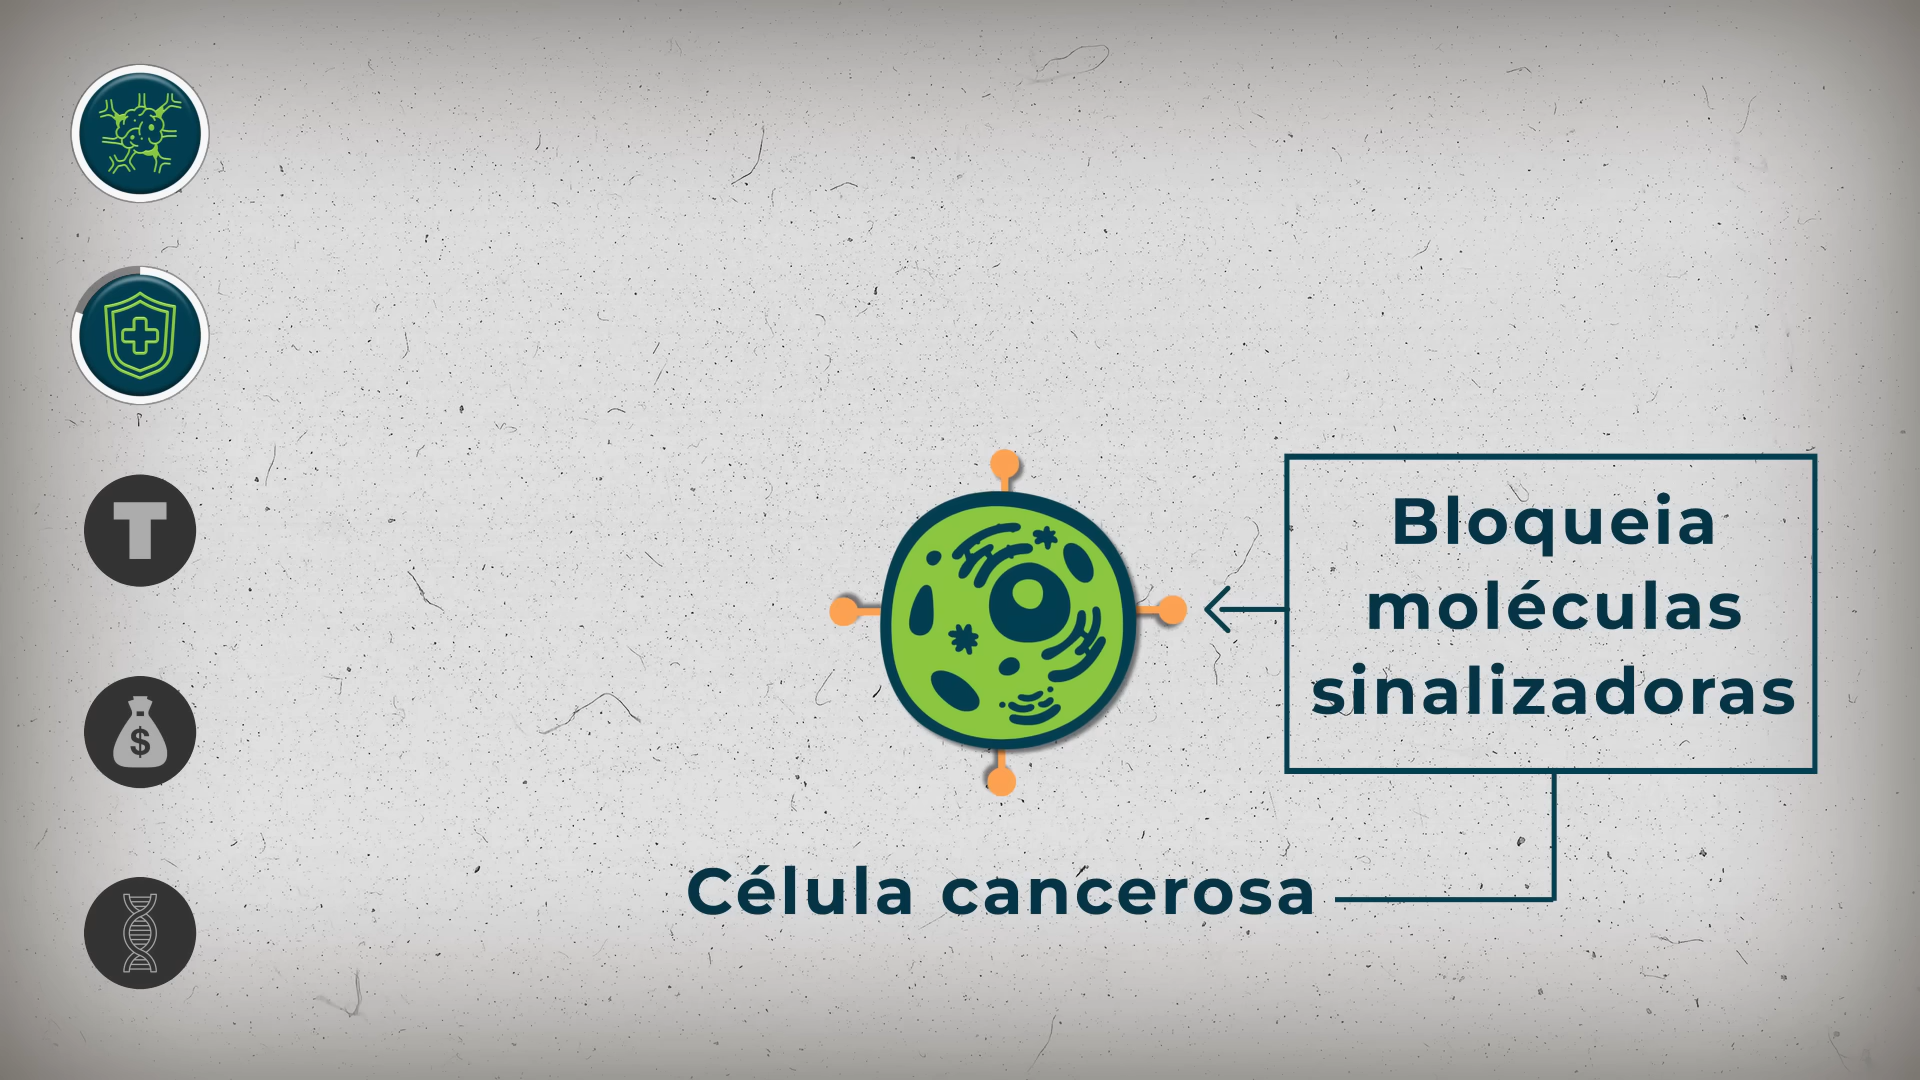 T
$
Bloqueia
moléculas
sinalizadoras
Célula cancerosa